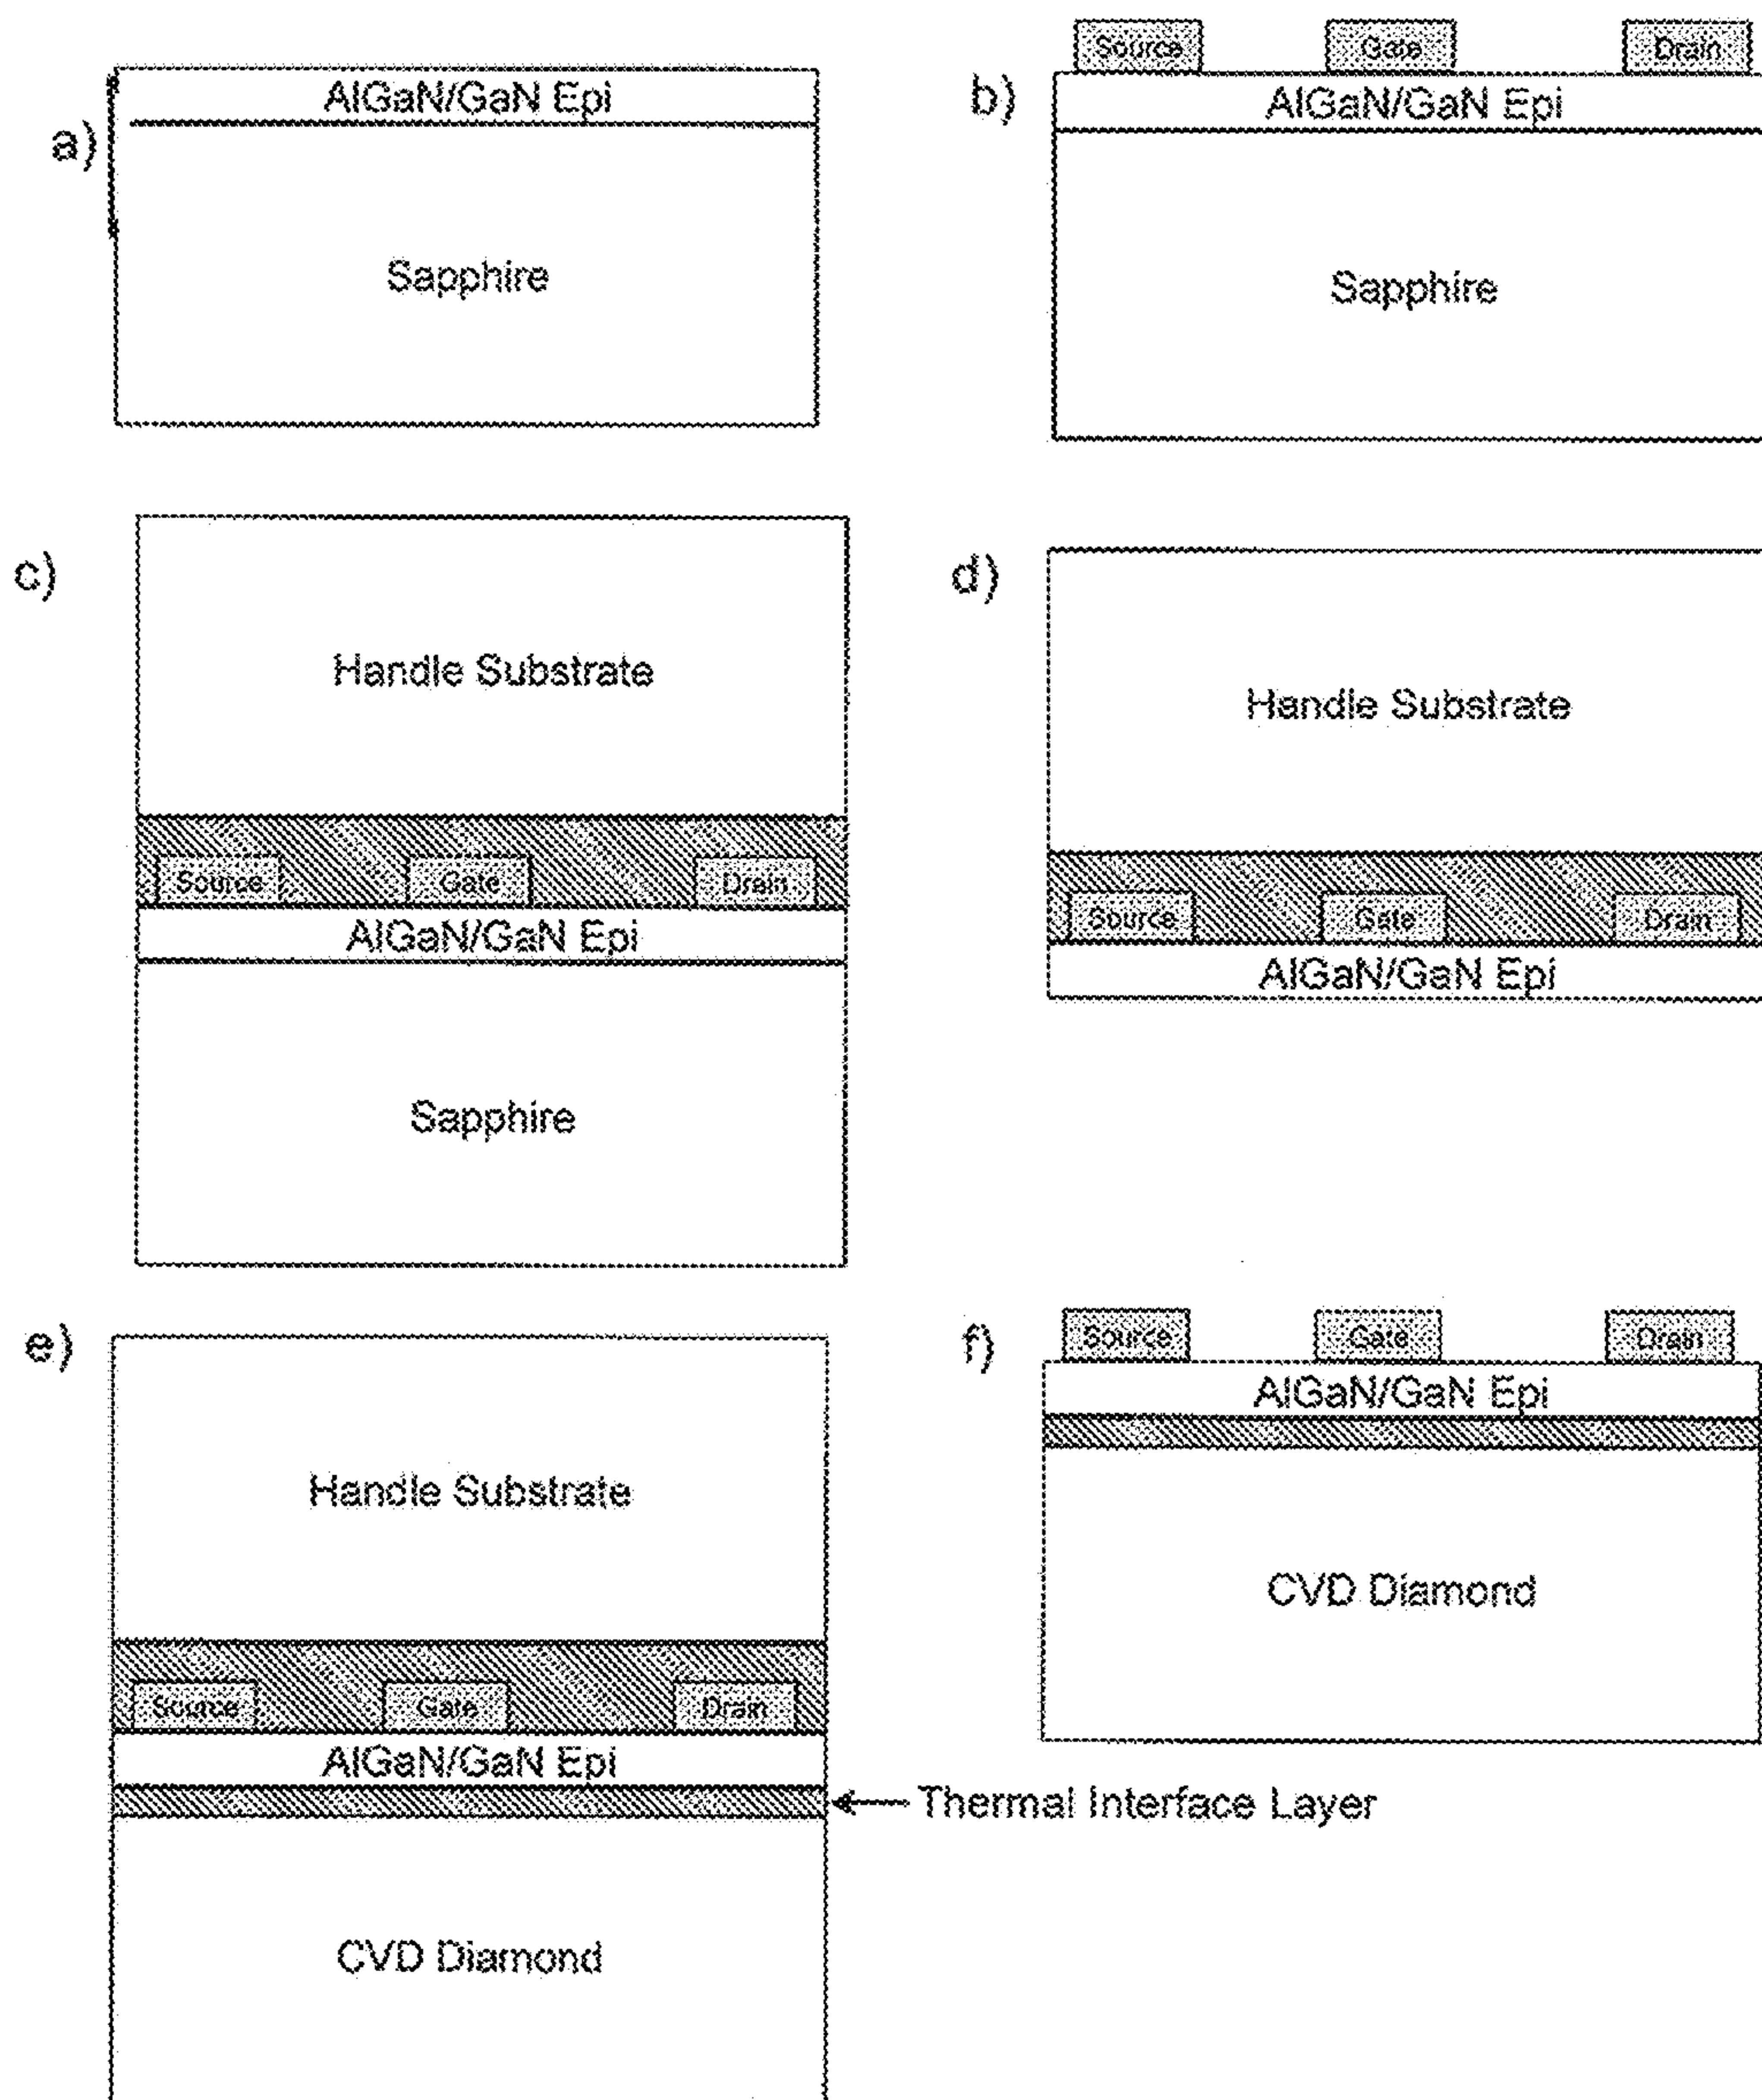 a)
AlGaN/GaN Epi
Sapphire
b)
Source Gate Drain
AlGaN/GaN Epi
Sapphire
c)
Handle Substrate
Source Gate Drain
AlGaN/GaN Epi
Sapphire
d)
Handle Substrate
Source Gate Drain
AlGaN/GaN Epi
e)
Handle Substrate
Source Gate Drain
AlGaN/GaN Epi
Thermal Interface Layer
CVD Diamond
f)
Source Gate Drain
AlGaN/GaN Epi
CVD Diamond